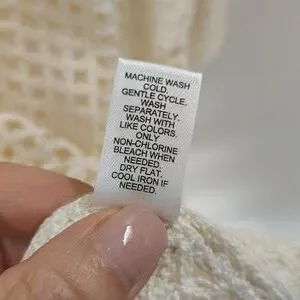 MACHINE WASH
COLD.
GENTLE CYCLE.
WASH
SEPARATELY.
WASH WITH
LIKE COLORS.
ONLY
NON-CHLORINE
BLEACH WHEN
NEEDED.
DRY FLAT.
COOL IRON IF
NEEDED.